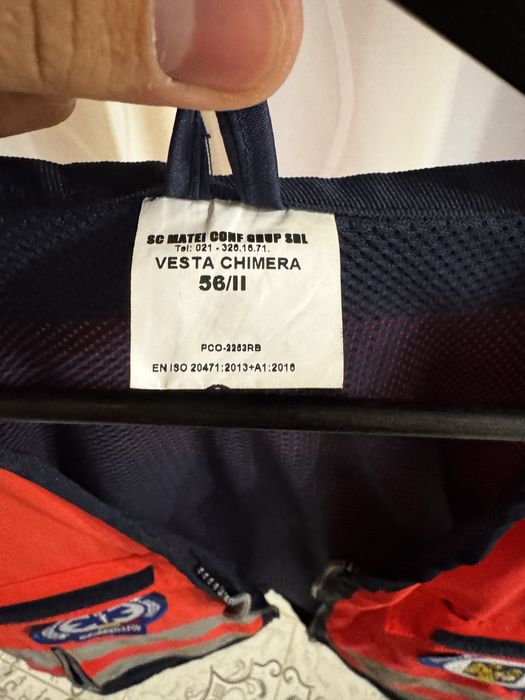 SC MATEI CONF GRUP SRL
Tel: 021 - 326.16.71.
VESTA CHIMERA
56/II
PCO-2253RB
EN ISO 20471:2013+A1:2016